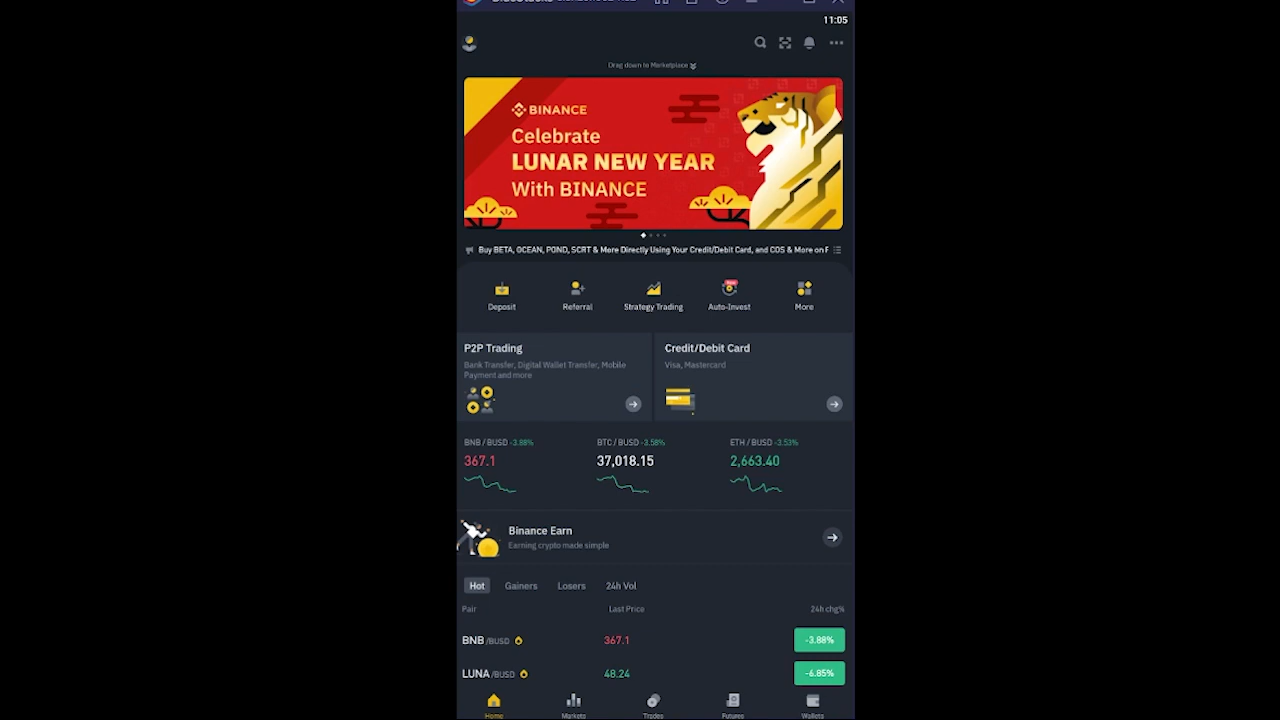 11:05
Drag down to Marketplace
BINANCE
Celebrate
LUNAR NEW YEAR
With BINANCE
Buy BETA, OCEAN, POND, SCRT & More Directly Using Your Credit/Debit Card, and COS & More on F
Deposit
Referral
Strategy Trading
Auto-Invest
More
P2P Trading
Bank Transfer, Digital Wallet Transfer, Mobile
Payment and more
Credit/Debit Card
Visa, Mastercard
BNB / BUSD -3.88%
367.1
BTC / BUSD -3.58%
37,018.15
ETH / BUSD -3.53%
2,663.40
Binance Earn
Earning crypto made simple
Hot Gainers Losers 24h Vol
Pair Last Price 24h chg%
BNB /BUSD 367.1 -3.88%
LUNA /BUSD 48.24 -6.85%
Home Markets Trades Futures Wallets